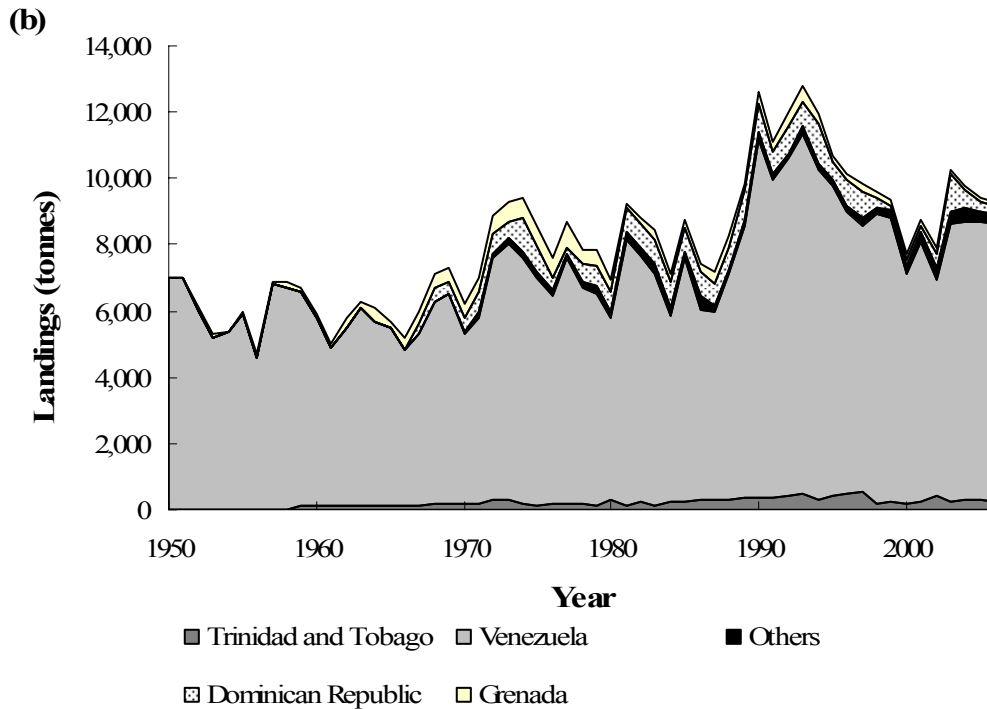 (b)
14,000
12,000
10,000
8,000
6,000
4,000
2,000
0
Landings (tonnes)
1950 1960 1970 1980 1990 2000
Year
Trinidad and Tobago Venezuela Others
Dominican Republic Grenada